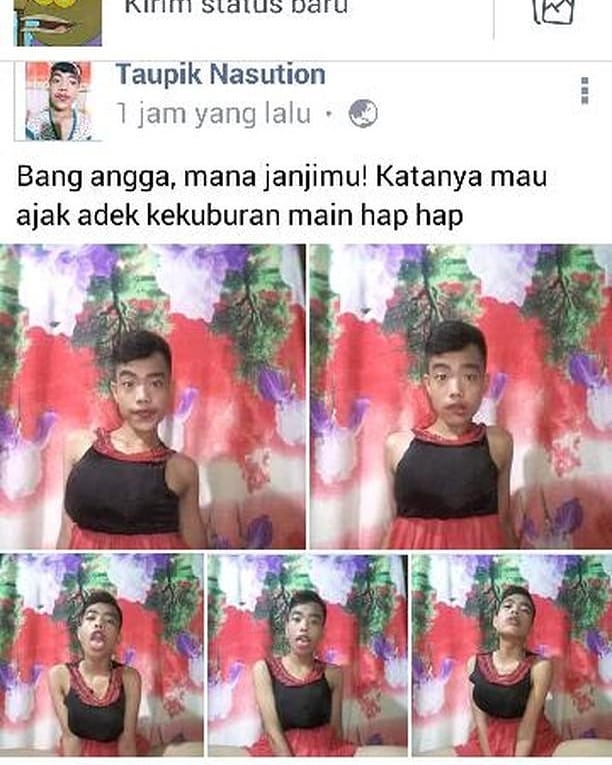 Kirim status baru
Taupik Nasution
1 jam yang lalu ·
Bang angga, mana janjimu! Katanya mau
ajak adek kekuburan main hap hap